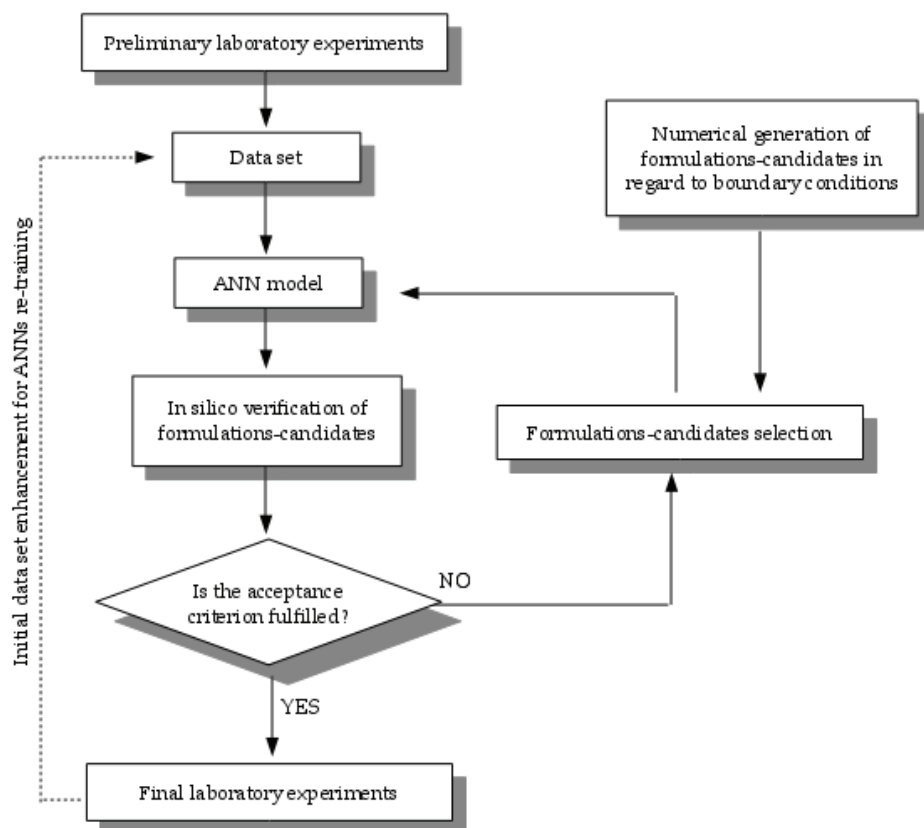 Preliminary laboratory experiments
Data set
Numerical generation of
formulations-candidates in
regard to boundary conditions
ANN model
In silico verification of
formulations-candidates
Formulations-candidates selection
Is the acceptance
criterion fulfilled?
NO
YES
Final laboratory experiments
Initial data set enhancement for ANNs re-training